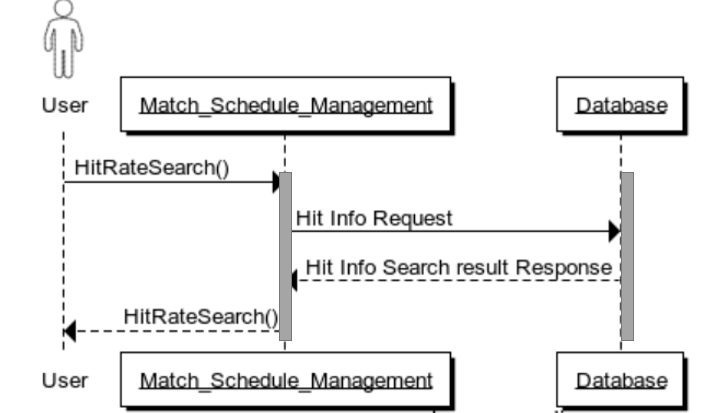 User
Match_Schedule_Management
Database
HitRateSearch()
Hit Info Request
Hit Info Search result Response
HitRateSearch()
User
Match_Schedule_Management
Database